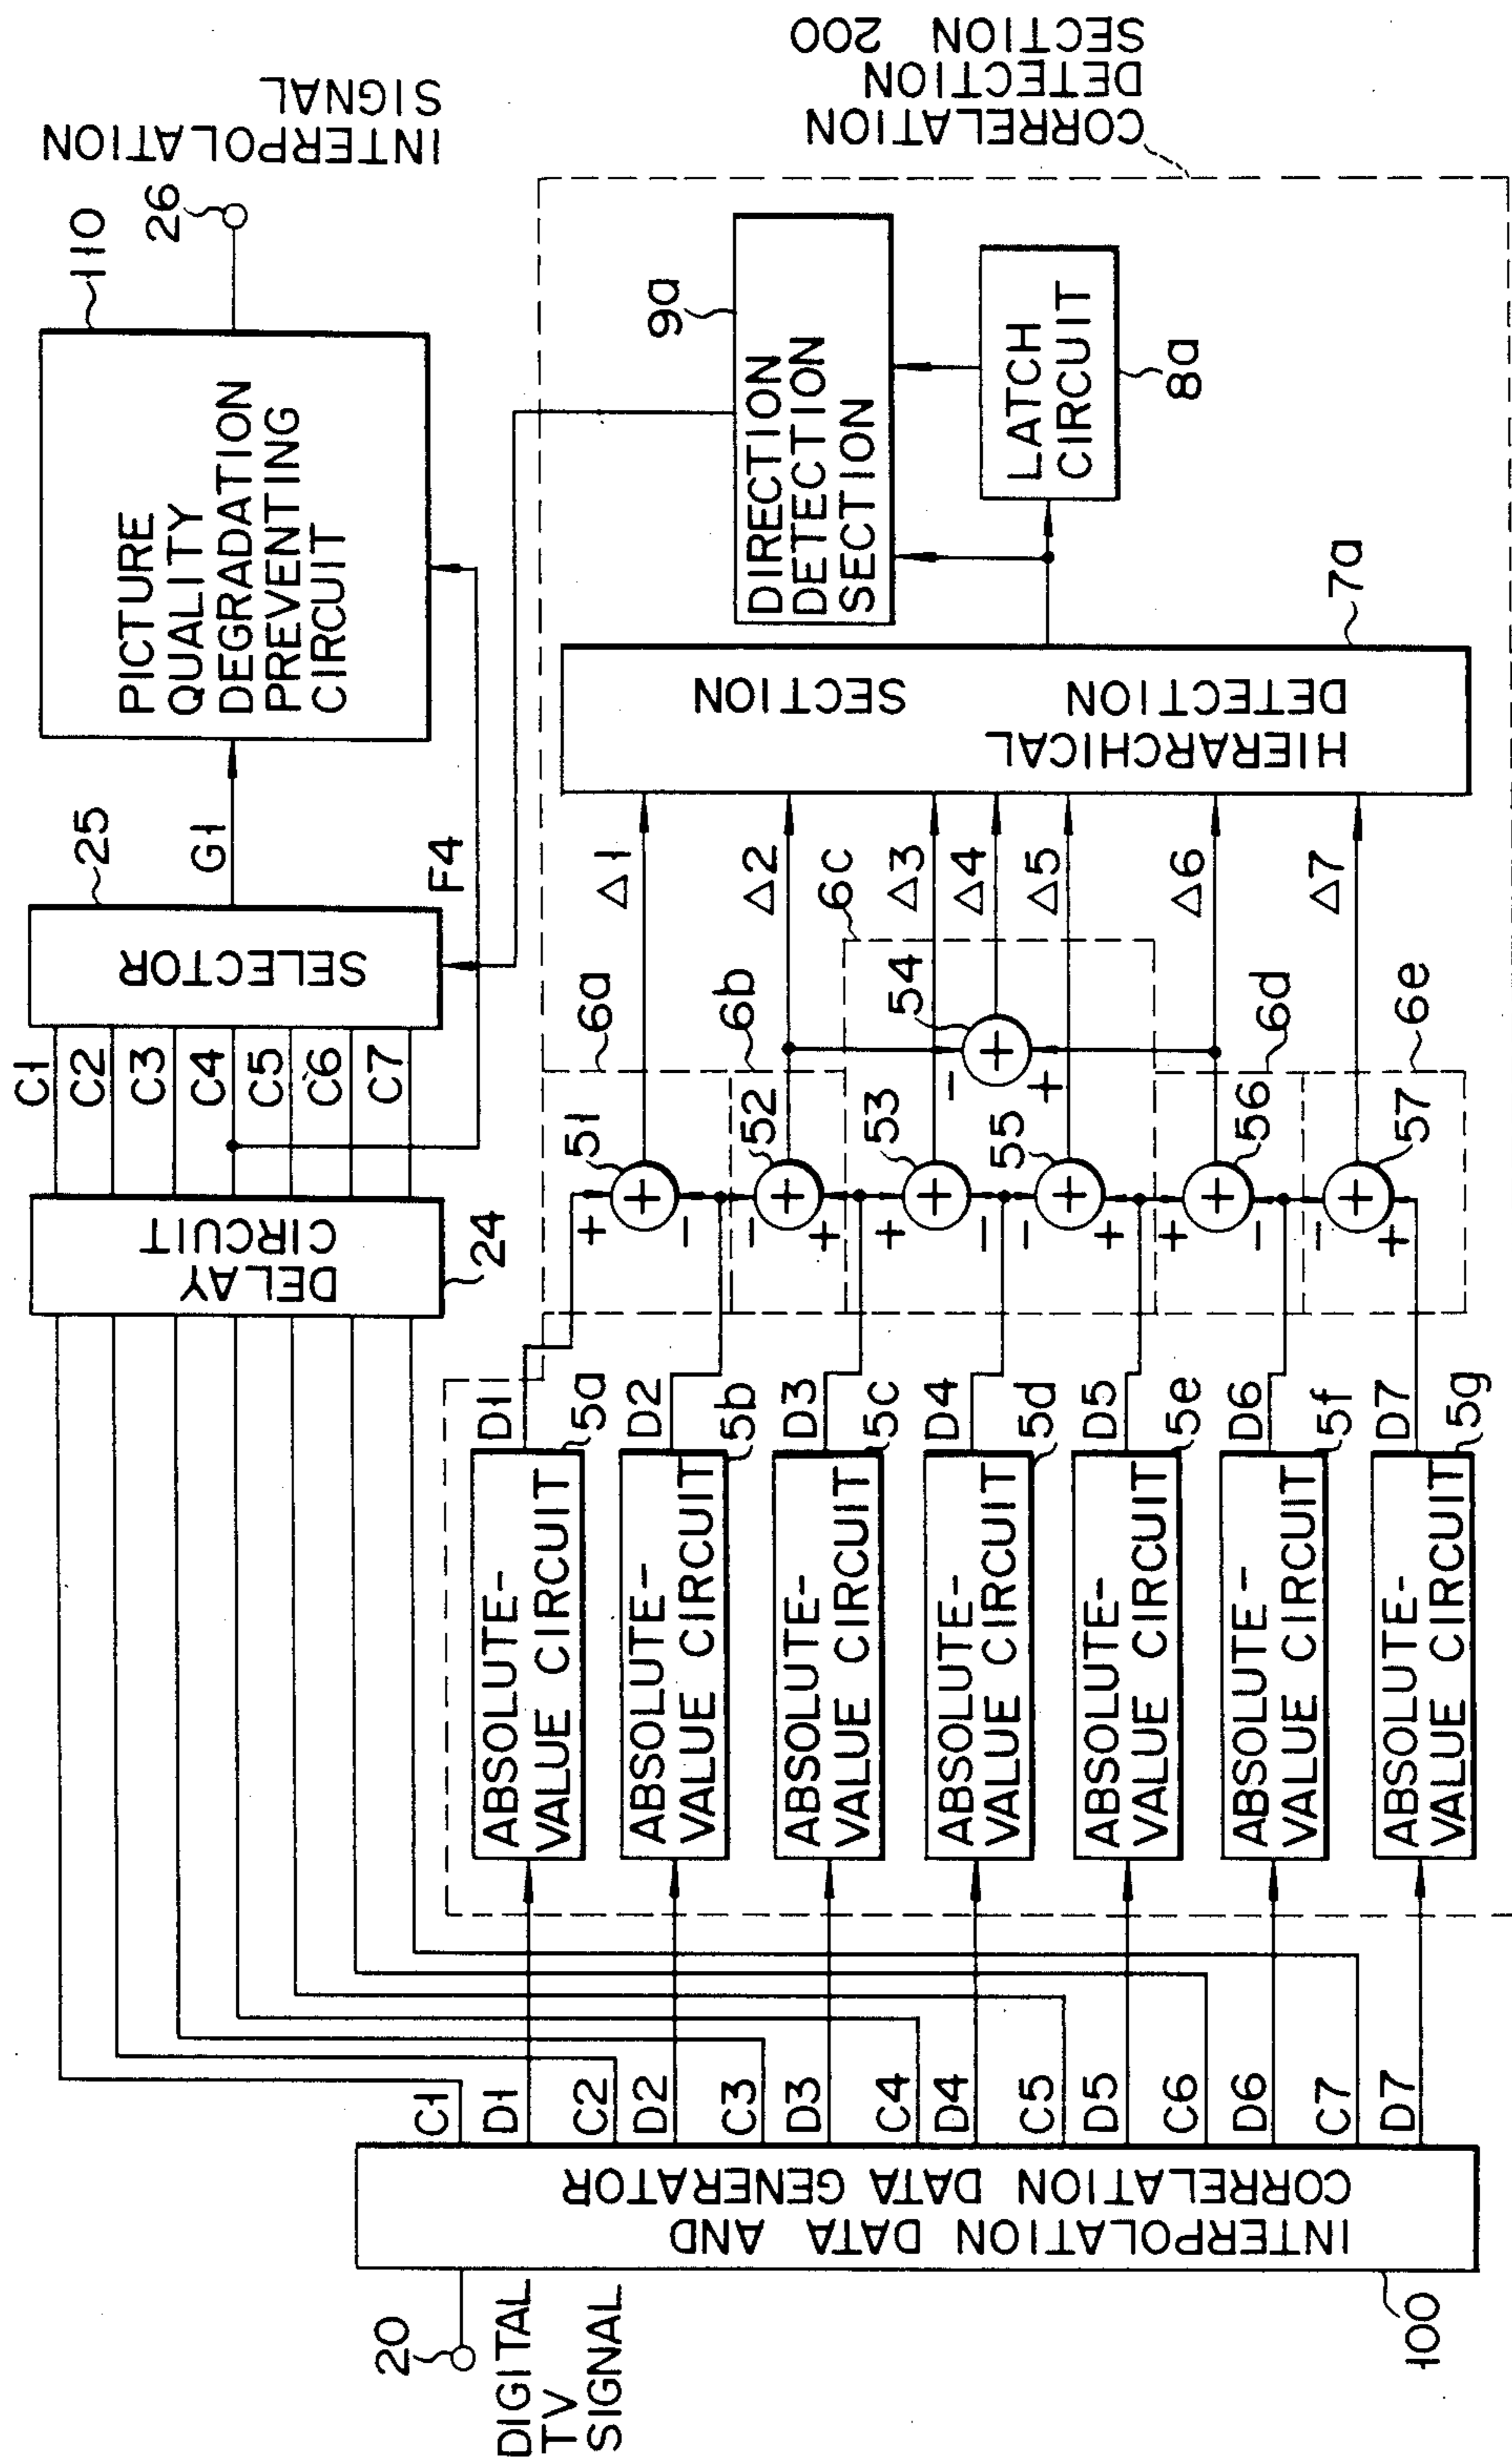 20
DIGITAL
TV
SIGNAL
INTERPOLATION DATA AND
CORRELATION DATA GENERATOR
100
C1
D1
C2
D2
C3
D3
C4
D4
C5
D5
C6
D6
C7
D7
ABSOLUTE-
VALUE CIRCUIT
5a
D1
ABSOLUTE-
VALUE CIRCUIT
5b
D2
ABSOLUTE-
VALUE CIRCUIT
5c
D3
ABSOLUTE-
VALUE CIRCUIT
5d
D4
ABSOLUTE-
VALUE CIRCUIT
5e
D5
ABSOLUTE-
VALUE CIRCUIT
5f
D6
ABSOLUTE-
VALUE CIRCUIT
5g
D7
DELAY
CIRCUIT
24
C1
C2
C3
C4
C5
C6
C7
SELECTOR
25
G1
F4
PICTURE
QUALITY
DEGRADATION
PREVENTING
CIRCUIT
110
26
INTERPOLATION
SIGNAL
+
+
-
51
6a
-
+
+
52
6b
+
+
-
53
-
+
+
54
6c
-
+
+
55
+
+
-
56
6d
-
+
+
57
6e
Δ1
Δ2
Δ3
Δ4
Δ5
Δ6
Δ7
HIERARCHICAL
DETECTION SECTION
7a
LATCH
CIRCUIT
8a
DIRECTION
DETECTION
SECTION
9a
CORRELATION
DETECTION
SECTION 200